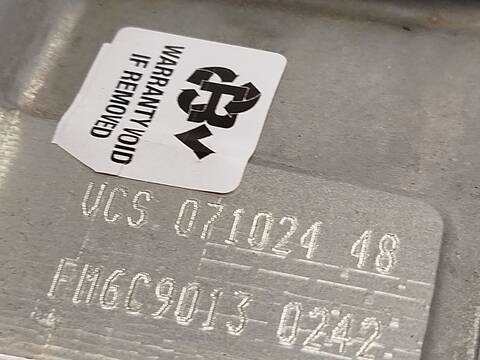 WARRANTY VOID
IF REMOVED
VCS 071024 48
FM6C9013 0242